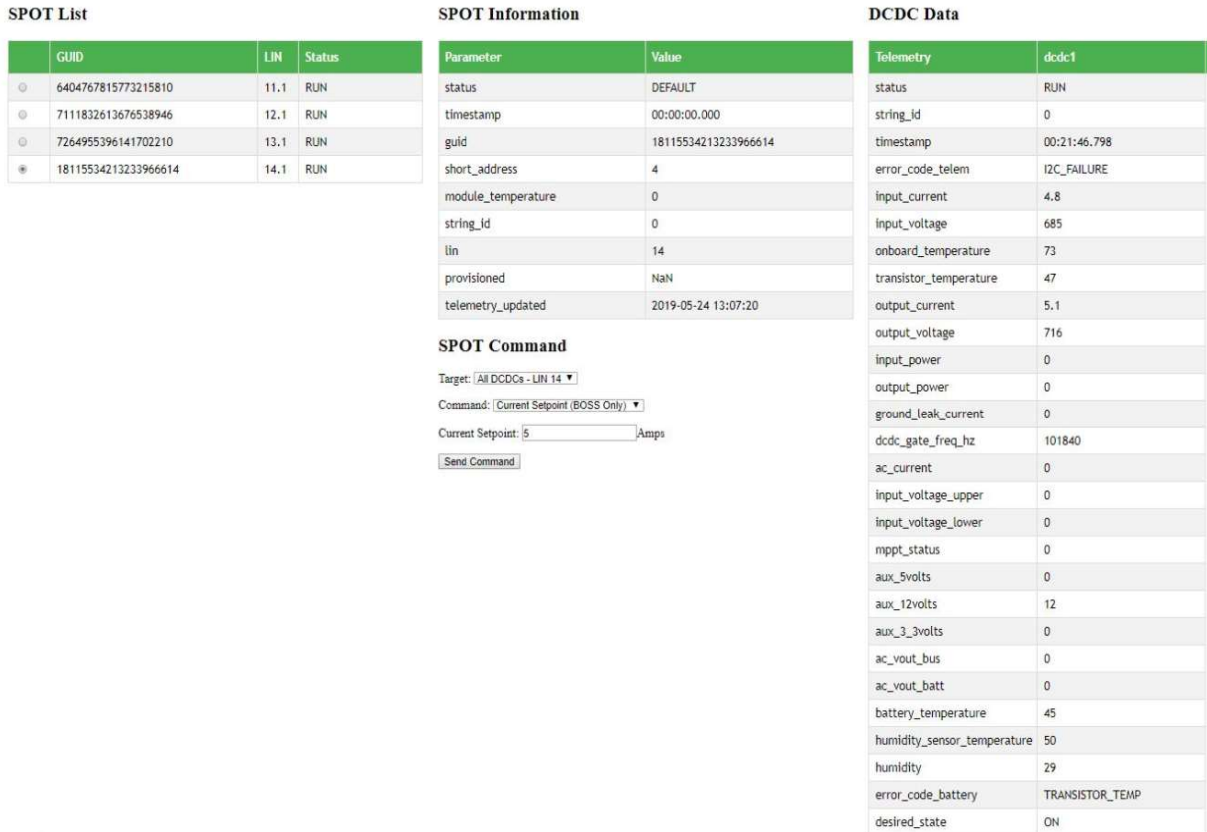 SPOT List
GUID LIN Status
6404767815773215810 11.1 RUN
7111832613676538946 12.1 RUN
7264955396141702210 13.1 RUN
18115534213233966614 14.1 RUN
SPOT Information
Parameter Value
status DEFAULT
timestamp 00:00:00.000
guid 18115534213233966614
short_address 4
module_temperature 0
string_id 0
lin 14
provisioned NaN
telemetry_updated 2019-05-24 13:07:20
SPOT Command
Target: All DCDCs - LIN 14
Command: Current Setpoint (BOSS Only)
Current Setpoint: 5 Amps
Send Command
DCDC Data
Telemetry dcdc1
status RUN
string_id 0
timestamp 00:21:46.798
error_code_telem I2C_FAILURE
input_current 4.8
input_voltage 685
onboard_temperature 73
transistor_temperature 47
output_current 5.1
output_voltage 716
input_power 0
output_power 0
ground_leak_current 0
dcdc_gate_freq_hz 101840
ac_current 0
input_voltage_upper 0
input_voltage_lower 0
mppt_status 0
aux_5volts 0
aux_12volts 12
aux_3_3volts 0
ac_vout_bus 0
ac_vout_batt 0
battery_temperature 45
humidity_sensor_temperature 50
humidity 29
error_code_battery TRANSISTOR_TEMP
desired_state ON